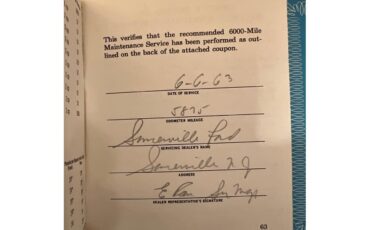 This verifies that the recommended 6000-Mile
Maintenance Service has been performed as out-
lined on the back of the attached coupon.
6-6-63
DATE OF SERVICE
5875
ODOMETER MILEAGE
Somerville Ford
SERVICING DEALER'S NAME
Somerville N J
ADDRESS
Mgr
DEALER REPRESENTATIVE'S SIGNATURE
63